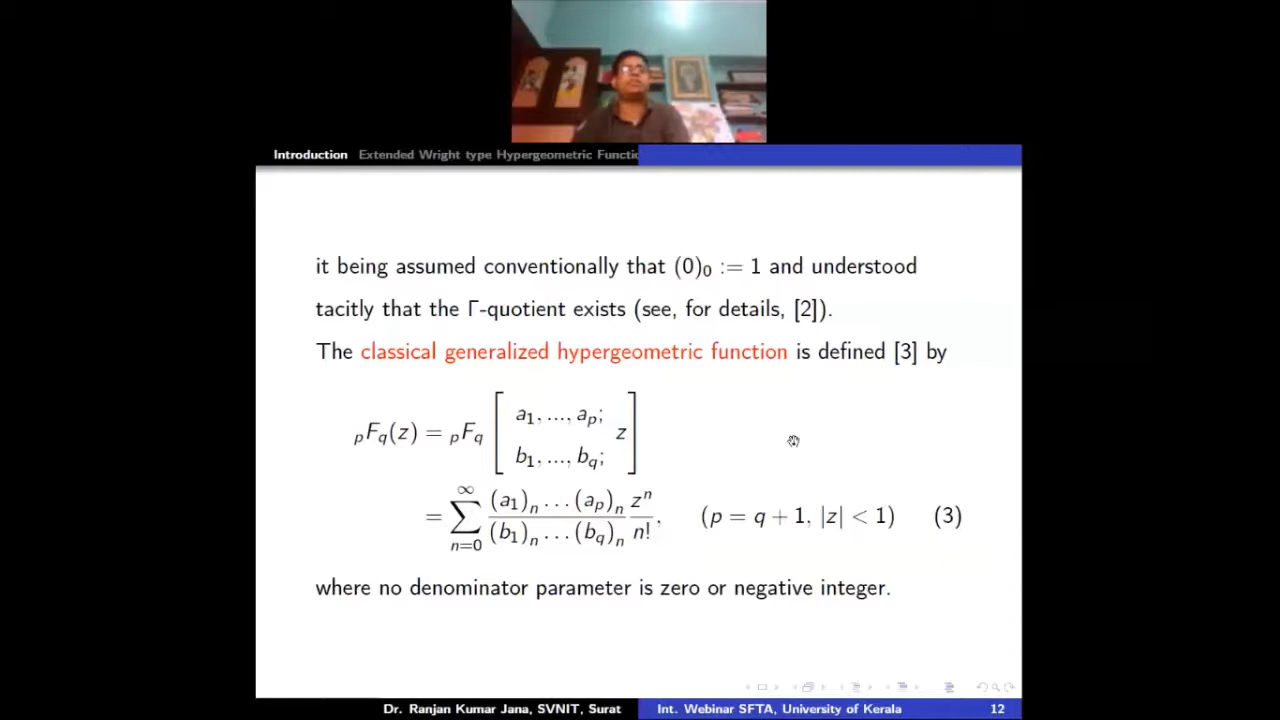 Introduction Extended Wright type Hypergeometric Functi
it being assumed conventionally that (0)₀ := 1 and understood
tacitly that the Γ-quotient exists (see, for details, [2]).
The classical generalized hypergeometric function is defined [3] by
a₁, ..., aₚ;
ₚF_q(z) = ₚF_q [ z ]
b₁, ..., b_q;
= ∑_{n=0}^{∞} (a₁)ₙ ... (aₚ)ₙ / (b₁)ₙ ... (b_q)ₙ zⁿ / n!, (p = q + 1, |z| < 1) (3)
where no denominator parameter is zero or negative integer.
Dr. Ranjan Kumar Jana, SVNIT, Surat Int. Webinar SFTA, University of Kerala 12